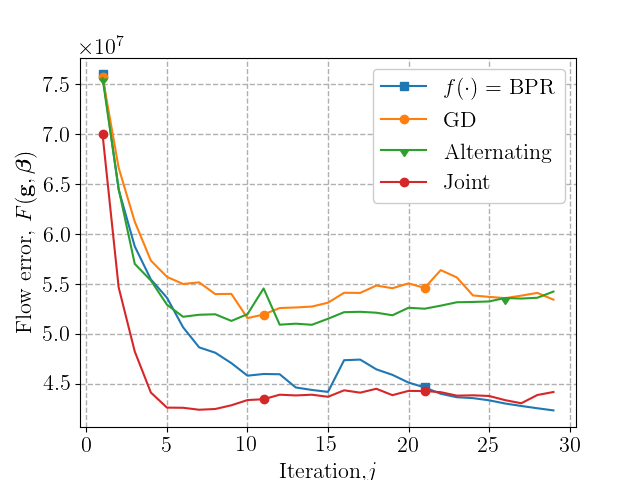 ×10⁷
7.5
7.0
6.5
6.0
5.5
5.0
4.5
Flow error, F(g, β)
f(·) = BPR
GD
Alternating
Joint
0 5 10 15 20 25 30
Iteration, j